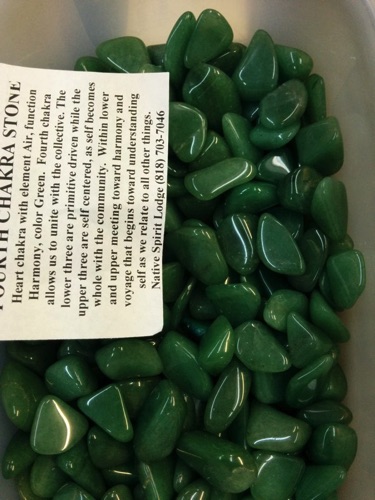 FOURTH CHAKRA STONE
Heart chakra with element Air, function
Harmony, color Green. Fourth chakra
allows us to unite with the collective. The
lower three are primitive driven while the
upper three are self centered, as self becomes
whole with the community. Within lower
and upper meeting toward harmony and
voyage that begins toward understanding
self as we relate to all other things.
Native Spirit Lodge (818) 703-7046